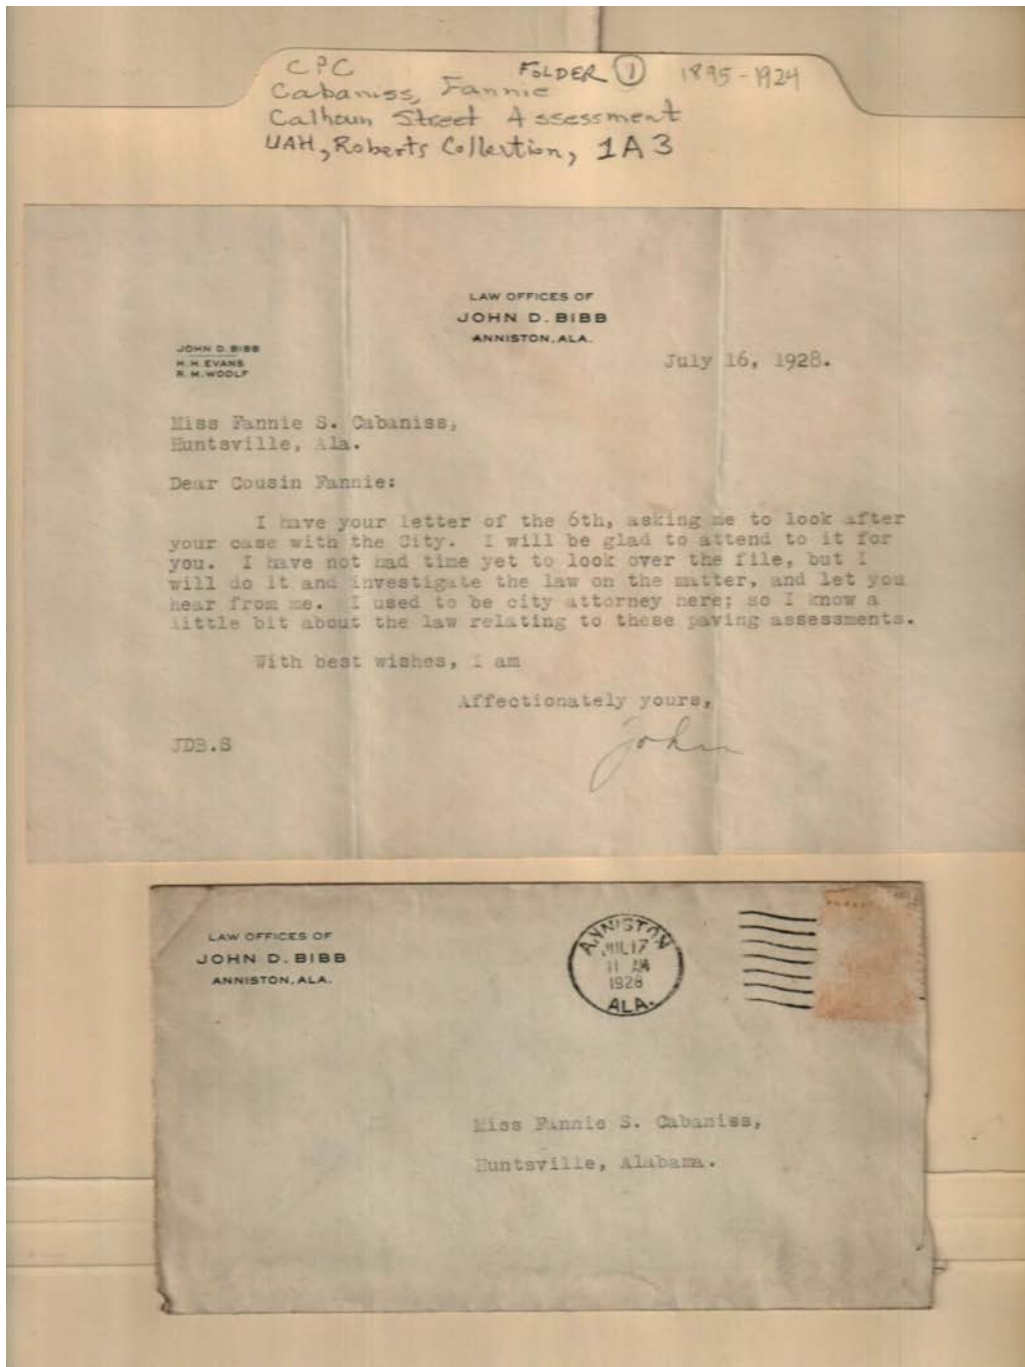 CPC FOLDER 1 1895-1924
Cabaniss, Fannie
Calhoun Street Assessment
UAH, Roberts Collection, 1A3
LAW OFFICES OF
JOHN D. BIBB
ANNISTON, ALA.
JOHN D. BIBB
H. H. EVANS
R. M. WOOLF
July 16, 1928.
Miss Fannie S. Cabaniss,
Huntsville, Ala.
Dear Cousin Fannie:
I have your letter of the 6th, asking me to look after
your case with the City. I will be glad to attend to it for
you. I have not had time yet to look over the file, but I
will do it and investigate the law on the matter, and let you
hear from me. I used to be city attorney here; so I know a
little bit about the law relating to these paving assessments.
With best wishes, I am
Affectionately yours,
John
JDB.S
LAW OFFICES OF
JOHN D. BIBB
ANNISTON, ALA.
ANNISTON
JUL 17
11 AM
1928
ALA.
Miss Fannie S. Cabaniss,
Huntsville, Alabama.